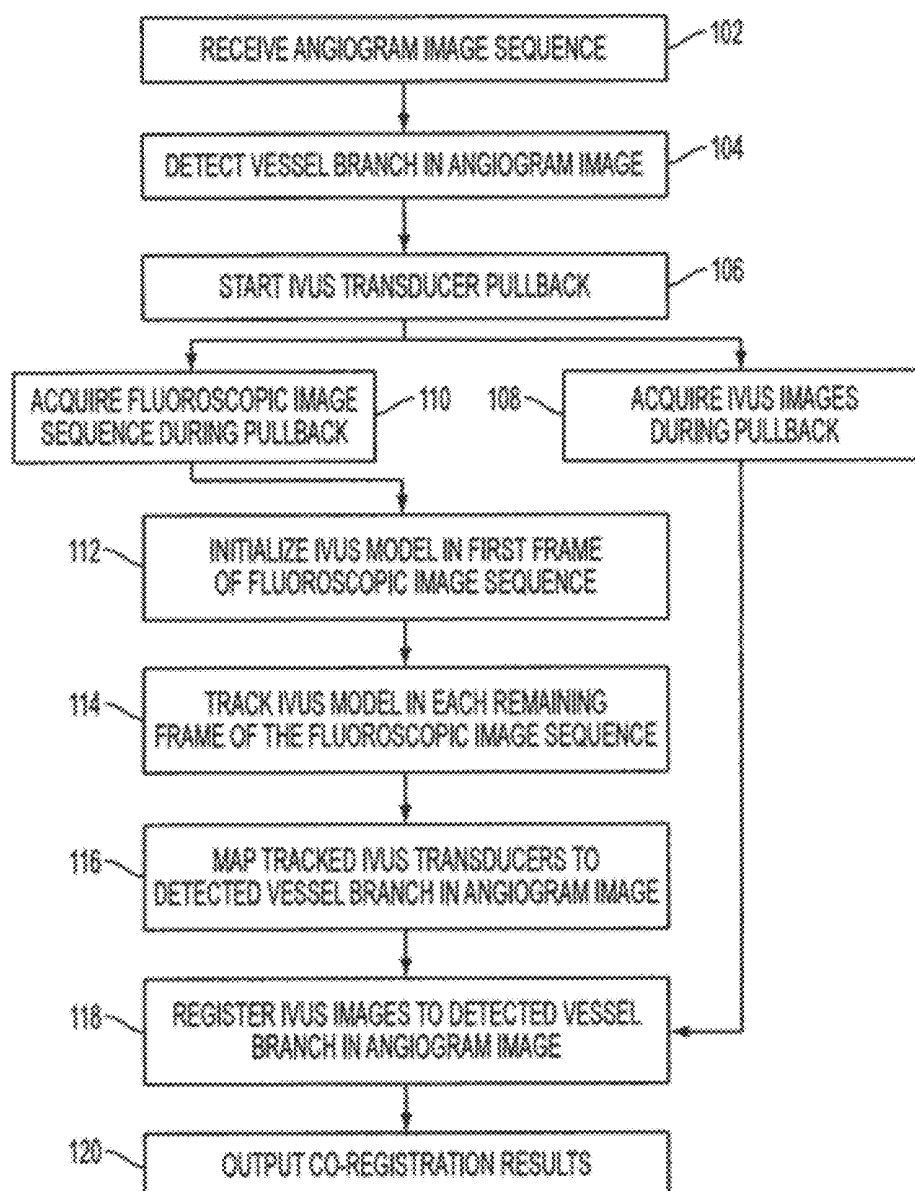 RECEIVE ANGIOGRAM IMAGE SEQUENCE
102
DETECT VESSEL BRANCH IN ANGIOGRAM IMAGE
104
START IVUS TRANSDUCER PULLBACK
106
ACQUIRE FLUOROSCOPIC IMAGE
SEQUENCE DURING PULLBACK
110
108
ACQUIRE IVUS IMAGES
DURING PULLBACK
112
INITIALIZE IVUS MODEL IN FIRST FRAME
OF FLUOROSCOPIC IMAGE SEQUENCE
114
TRACK IVUS MODEL IN EACH REMAINING
FRAME OF THE FLUOROSCOPIC IMAGE SEQUENCE
116
MAP TRACKED IVUS TRANSDUCERS TO
DETECTED VESSEL BRANCH IN ANGIOGRAM IMAGE
118
REGISTER IVUS IMAGES TO DETECTED VESSEL
BRANCH IN ANGIOGRAM IMAGE
120
OUTPUT CO-REGISTRATION RESULTS